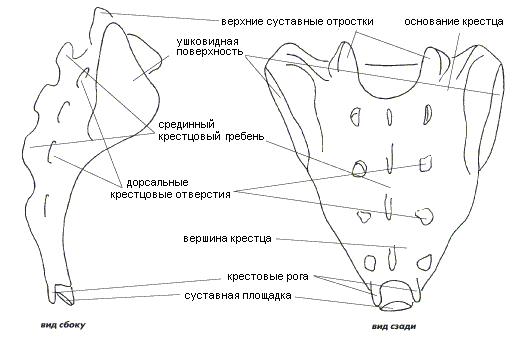 верхние суставные отростки
основание крестца
ушковидная
поверхность
срединный
крестцовый гребень
дорсальные
крестцовые отверстия
вершина крестца
крестовые рога
суставная площадка
вид сбоку
вид сзади